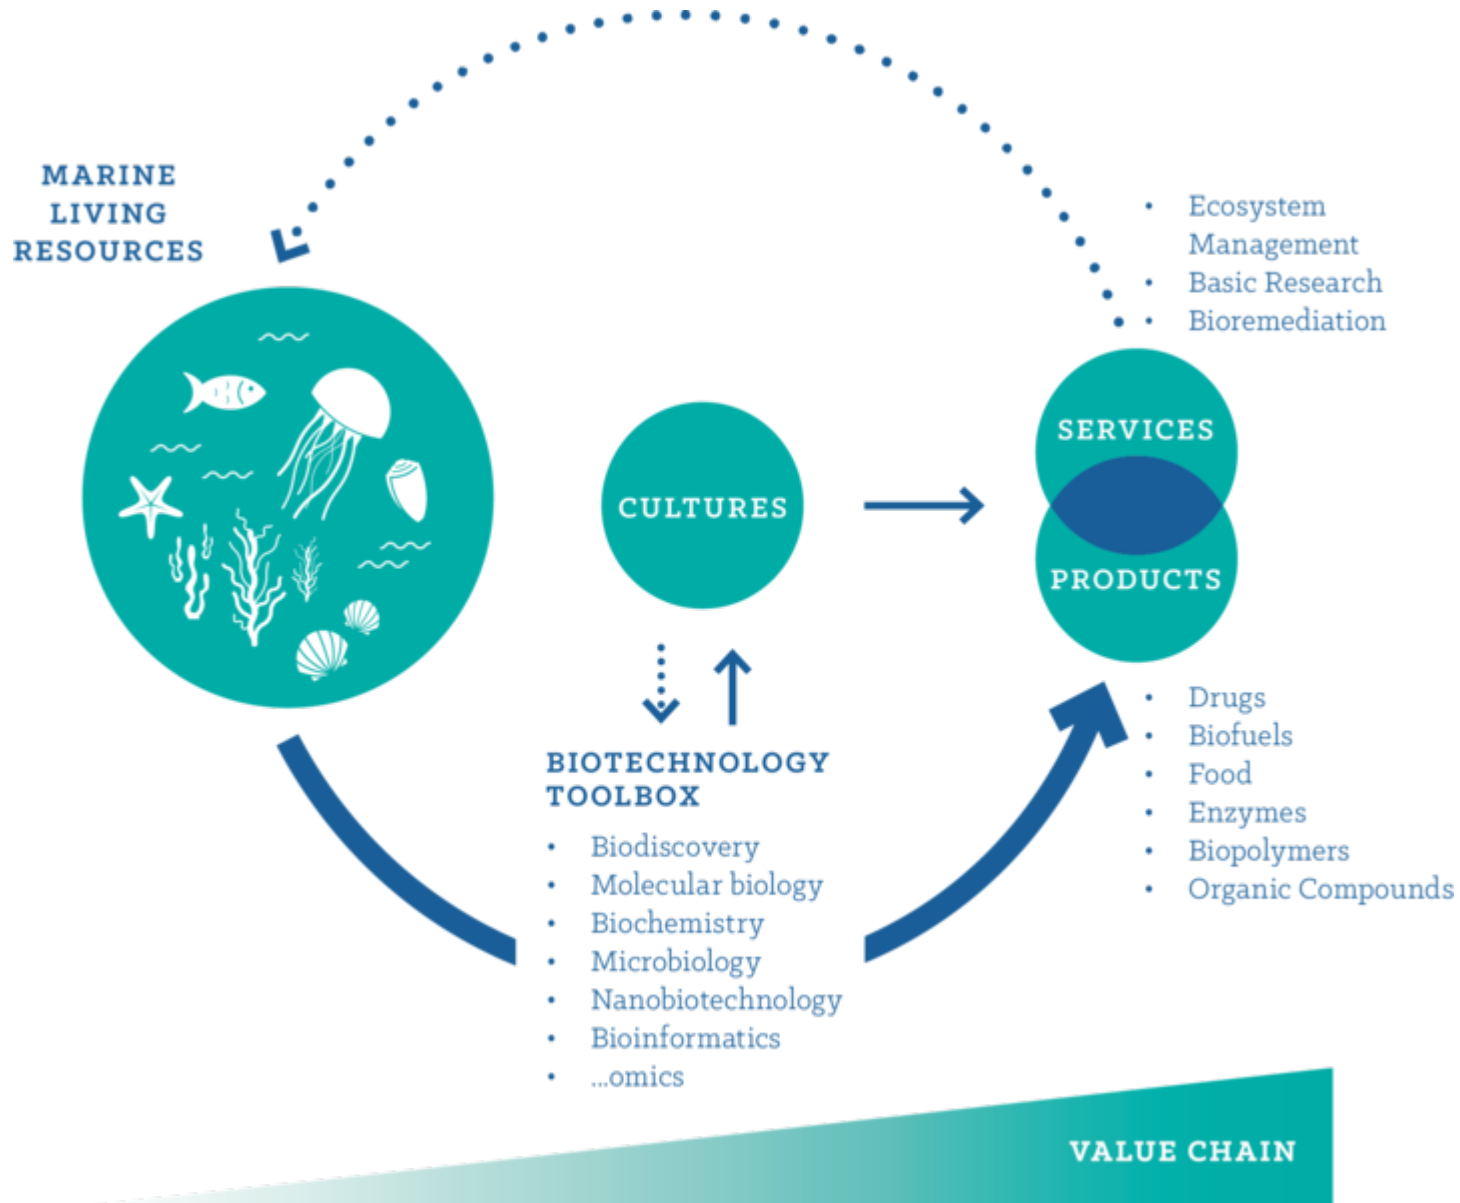 MARINE
LIVING
RESOURCES
• Ecosystem
Management
• Basic Research
• Bioremediation
SERVICES
CULTURES
PRODUCTS
BIOTECHNOLOGY
TOOLBOX
• Biodiscovery
• Molecular biology
• Biochemistry
• Microbiology
• Nanobiotechnology
• Bioinformatics
• ...omics
• Drugs
• Biofuels
• Food
• Enzymes
• Biopolymers
• Organic Compounds
VALUE CHAIN